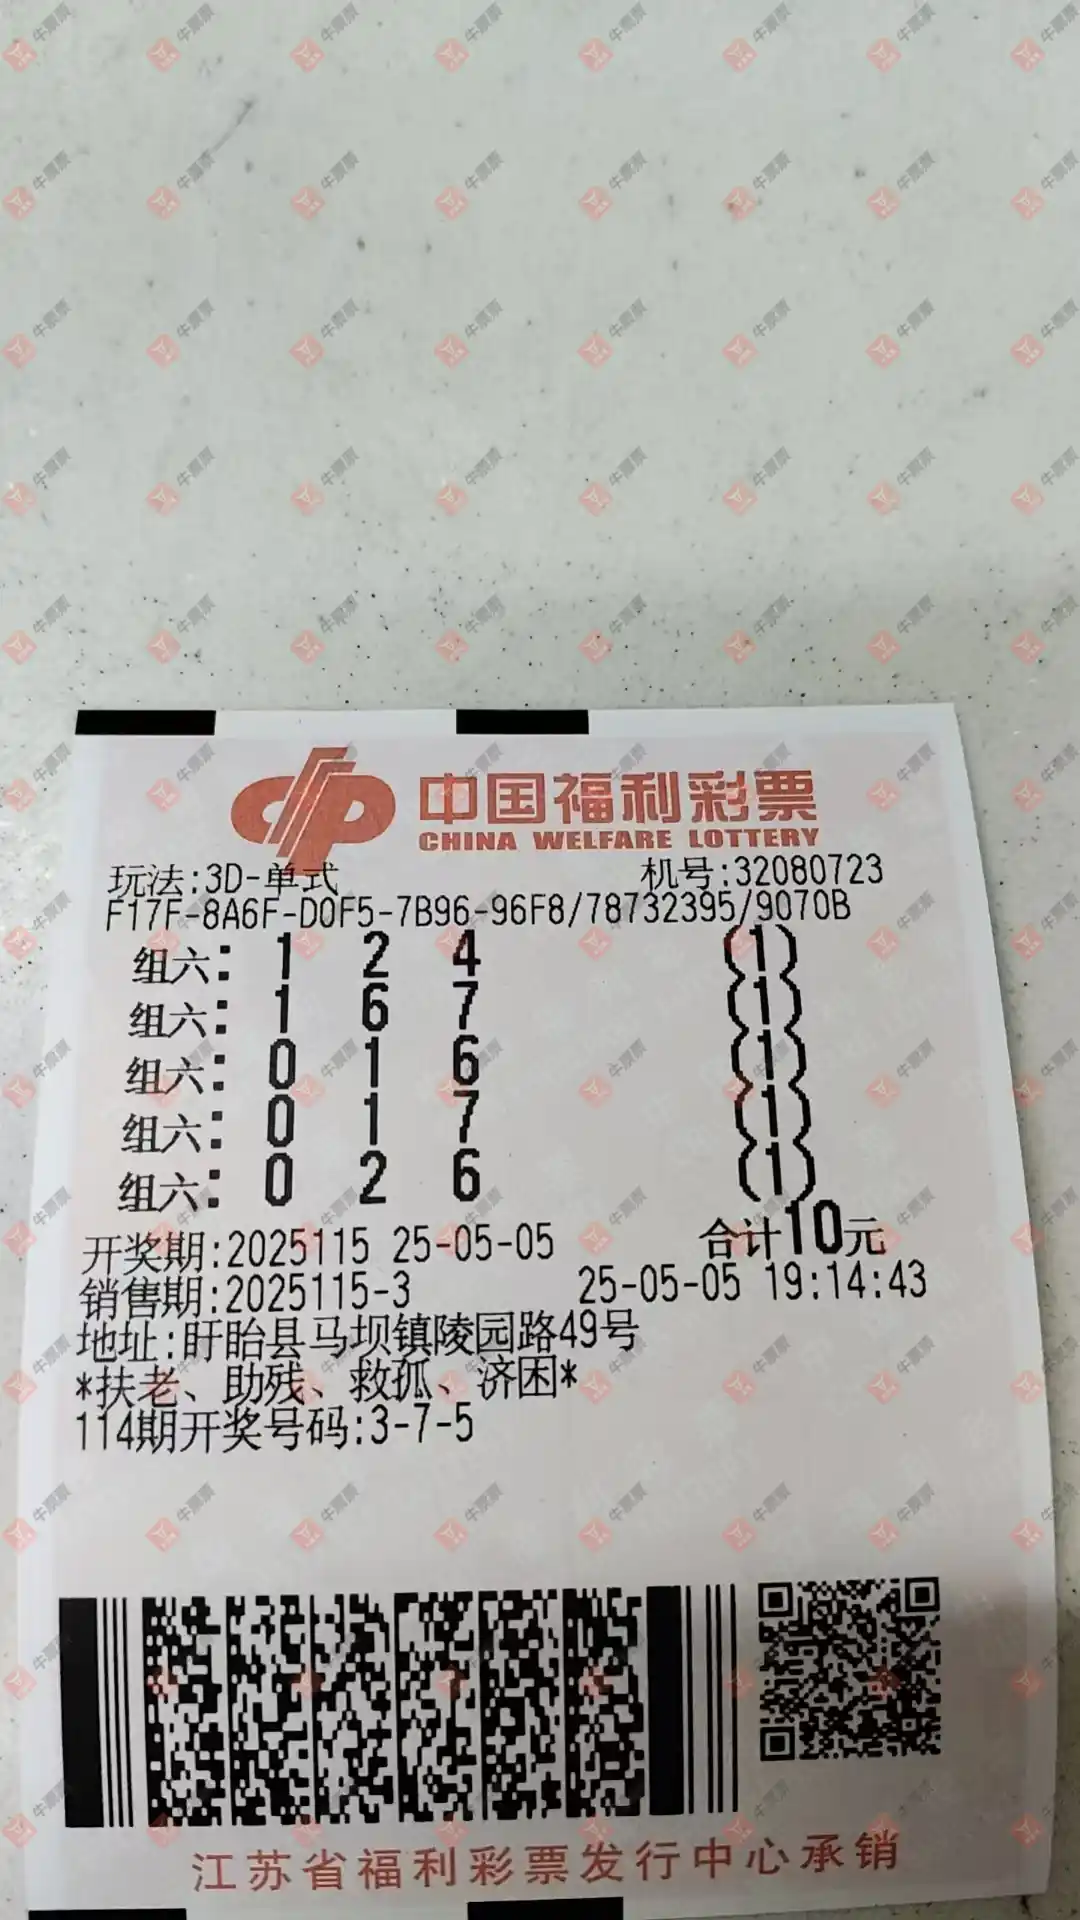 中国福利彩票
CHINA WELFARE LOTTERY
玩法:3D-单式 机号:32080723
F17F-8A6F-D0F5-7B96-96F8/78732395/9070B
组六: 1 2 4 (1)
组六: 1 6 7 (1)
组六: 0 1 6 (1)
组六: 0 1 7 (1)
组六: 0 2 6 (1)
开奖期:2025115 25-05-05 合计10元
销售期:2025115-3 25-05-05 19:14:43
地址:盱眙县马坝镇陵园路49号
*扶老、助残、救孤、济困*
114期开奖号码:3-7-5
江苏省福利彩票发行中心承销
牛票票